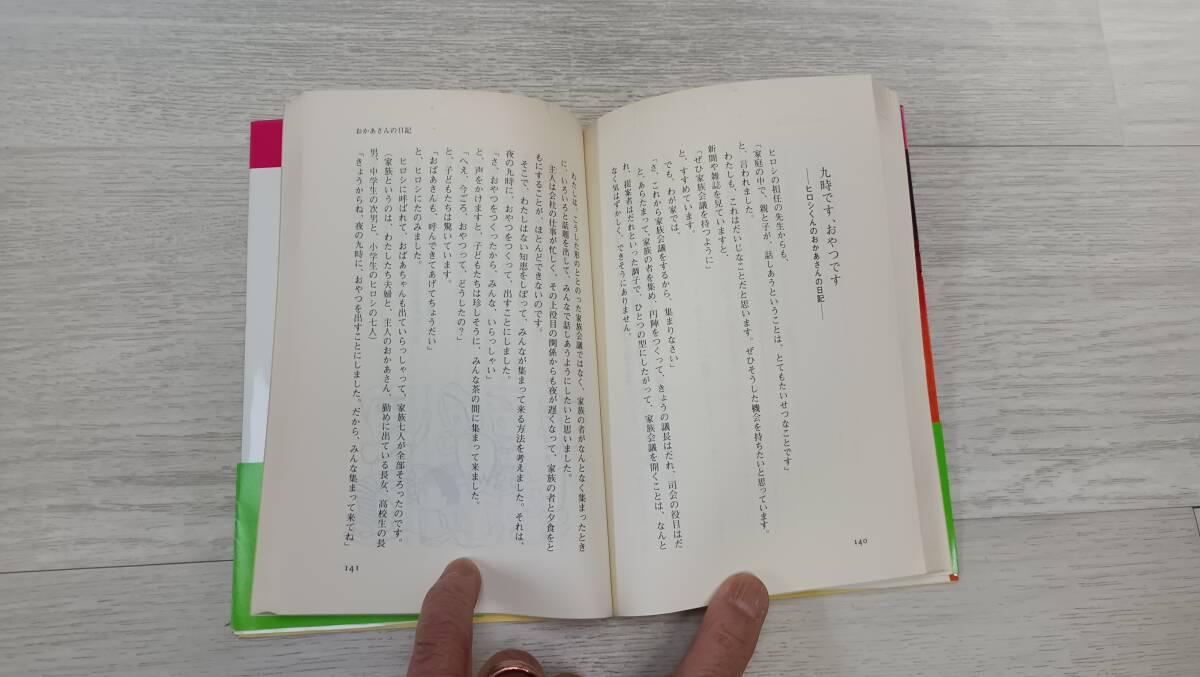 九時です、おやつです
――ヒロシくんのおかあさんの日記――
ヒロシの担任の先生からも、
「家庭の中で、親と子が、話しあうということは、とてもたいせつなことです」
と、言われました。
わたしも、これはだいじなことだと思います。ぜひそうした機会を持ちたいと思っています。
新聞や雑誌を見ていますと、
「ぜひ家族会議を持つように」
と、すすめています。
でも、わが家では、
「さ、これから家族会議をするから、集まりなさい」
と、あらたまって、家族の者を集め、円陣をつくって、きょうの議長はだれ、司会の役目はだ
れ、提案者はだれといった調子で、ひとつの型にしたがって、家族会議を開くことは、なんと
なく気はずかしく、できそうにありません。
140
おかあさんの日記
わたしは、こうした形のととのった家族会議ではなく、家族の者がなんとなく集まったとき
に、いろいろと話題を出して、みんなで話しあうようにしたいと思いました。
主人は会社の仕事が忙しく、その上役目の関係からも夜が遅くなって、家族の者と夕食をと
もにすることが、ほとんどできないのです。
そこで、わたしはない知恵をしぼって、みんなが集まって来る方法を考えました。それは、
夜の九時に、おやつをつくって、出すことにしました。
「さ、おやつをつくったから、みんな、いらっしゃい」
と、声をかけますと、子どもたちは珍しそうに、みんな茶の間に集まって来ました。
「へえ、今ごろ、おやつって、どうしたの?」
と、子どもたちは驚いています。
「おばあさんも、呼んできてあげてちょうだい」
と、ヒロシにたのみました。
ヒロシに呼ばれて、おばあちゃんも出ていらっしゃって、家族七人が全部そろったのです。
(家族というのは、わたしたち夫婦と、主人のおかあさん、勤めに出ている長女、高校生の長
男、中学生の次男と、小学生のヒロシの七人)
「きょうからね、夜の九時に、おやつを出すことにしました。だから、みんな集まって来てね」
141